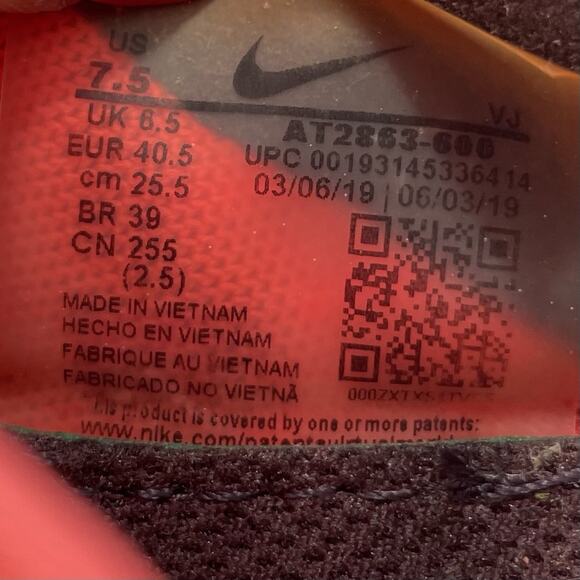 US
7.5
UK 6.5
EUR 40.5
cm 25.5
BR 39
CN 255
(2.5)
VJ
AT2863-600
UPC 00193145336414
03/06/19 | 06/03/19
MADE IN VIETNAM
HECHO EN VIETNAM
FABRIQUE AU VIETNAM
FABRICADO NO VIETNÃ
This product is covered by one or more patents: